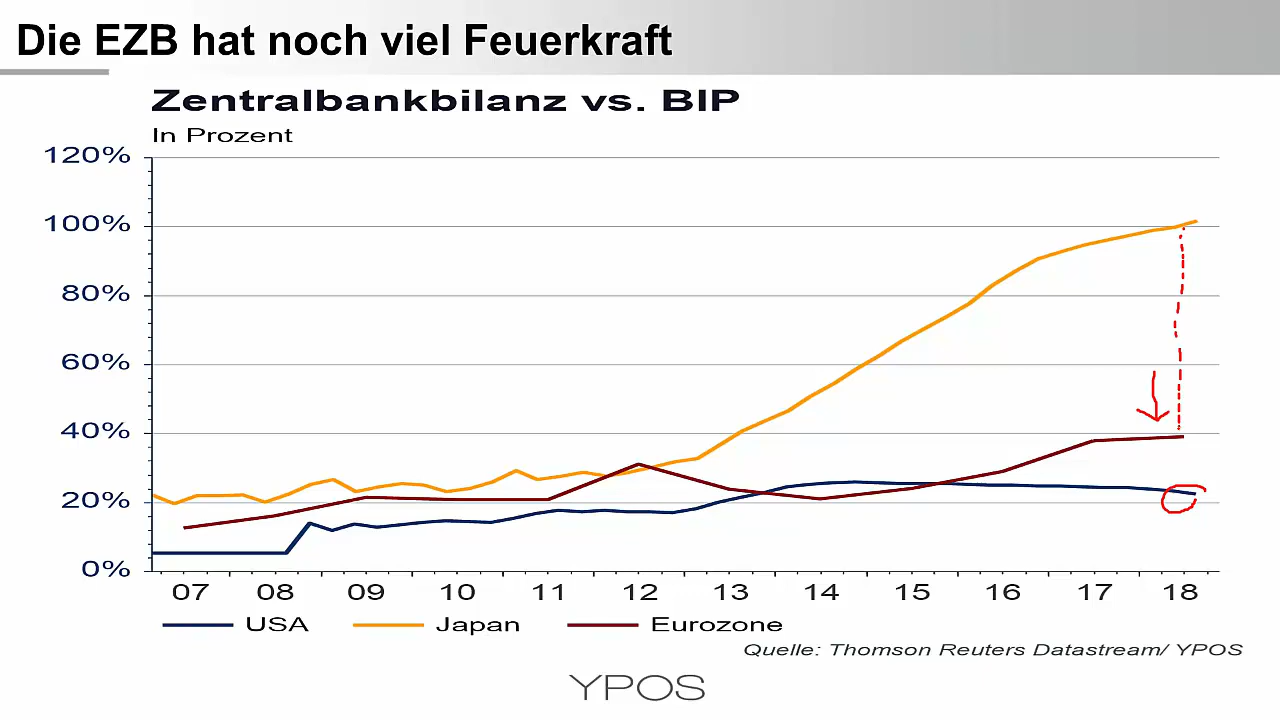 Die EZB hat noch viel Feuerkraft
Zentralbankbilanz vs. BIP
In Prozent
120%
100%
80%
60%
40%
20%
0%
07 08 09 10 11 12 13 14 15 16 17 18
USA Japan Eurozone
Quelle: Thomson Reuters Datastream/ YPOS
YPOS